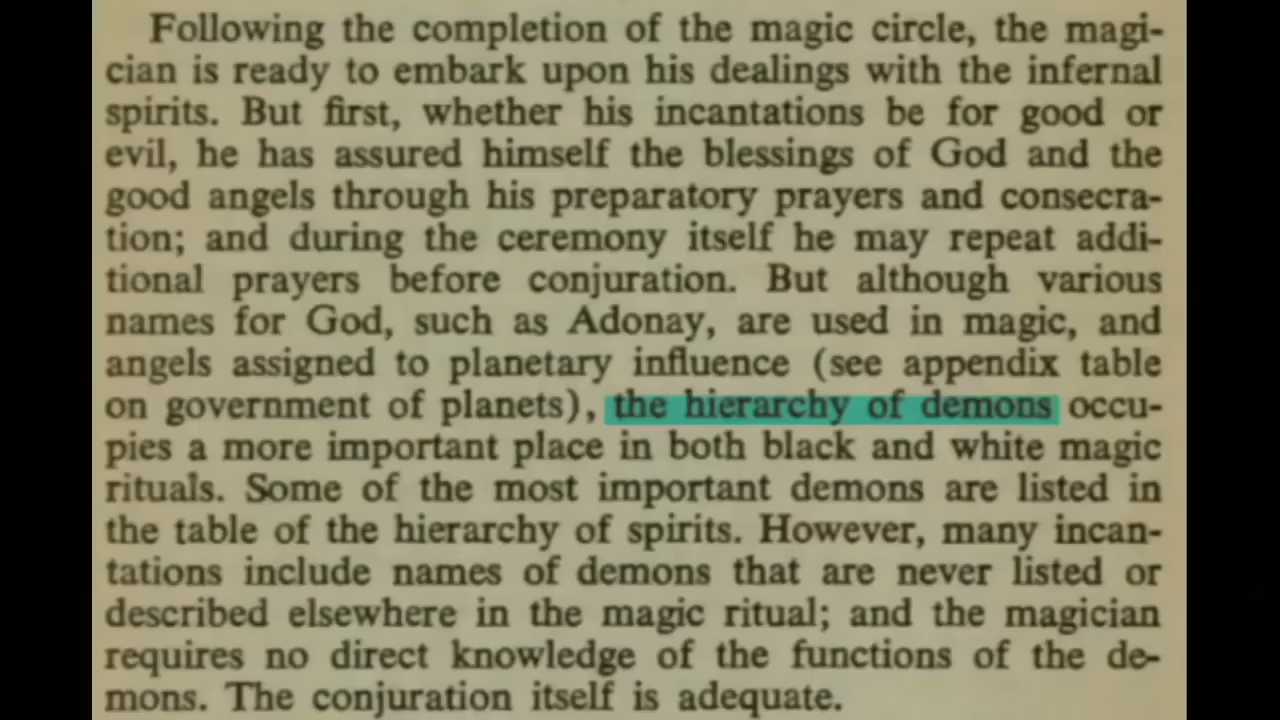 Following the completion of the magic circle, the magi-
cian is ready to embark upon his dealings with the infernal
spirits. But first, whether his incantations be for good or
evil, he has assured himself the blessings of God and the
good angels through his preparatory prayers and consecra-
tion; and during the ceremony itself he may repeat addi-
tional prayers before conjuration. But although various
names for God, such as Adonay, are used in magic, and
angels assigned to planetary influence (see appendix table
on government of planets), the hierarchy of demons occu-
pies a more important place in both black and white magic
rituals. Some of the most important demons are listed in
the table of the hierarchy of spirits. However, many incan-
tations include names of demons that are never listed or
described elsewhere in the magic ritual; and the magician
requires no direct knowledge of the functions of the de-
mons. The conjuration itself is adequate.